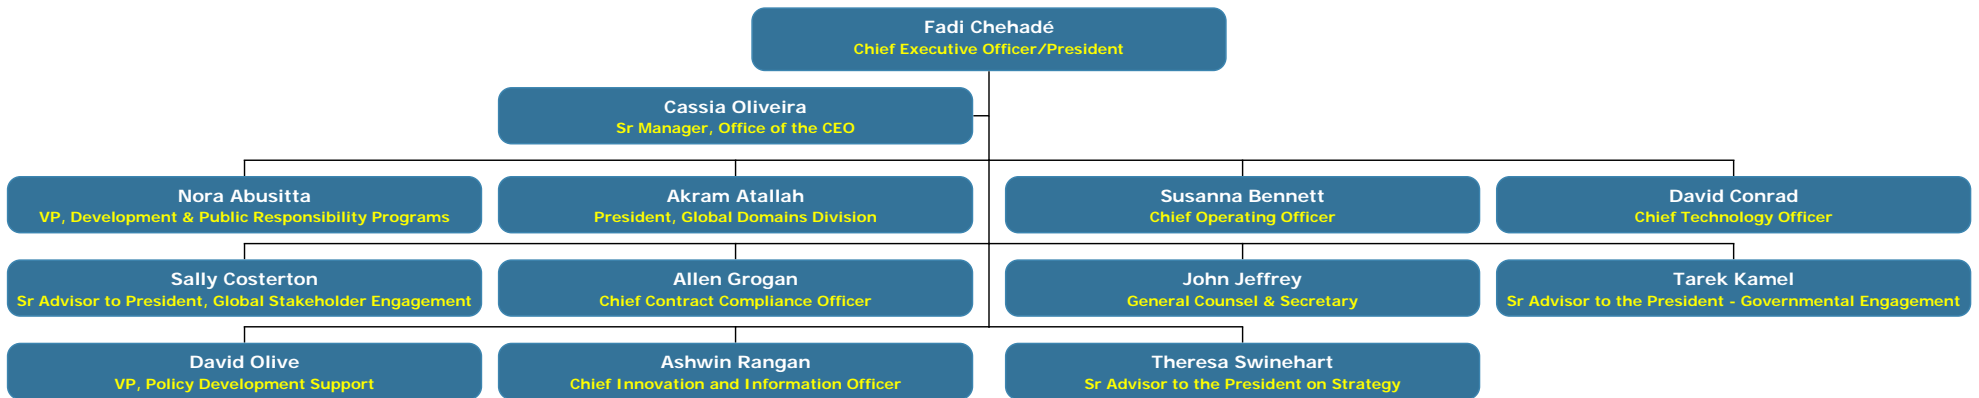 Fadi Chehadé
Chief Executive Officer/President
Cassia Oliveira
Sr Manager, Office of the CEO
Nora Abusitta
VP, Development & Public Responsibility Programs
Akram Atallah
President, Global Domains Division
Susanna Bennett
Chief Operating Officer
David Conrad
Chief Technology Officer
Sally Costerton
Sr Advisor to President, Global Stakeholder Engagement
Allen Grogan
Chief Contract Compliance Officer
John Jeffrey
General Counsel & Secretary
Tarek Kamel
Sr Advisor to the President - Governmental Engagement
David Olive
VP, Policy Development Support
Ashwin Rangan
Chief Innovation and Information Officer
Theresa Swinehart
Sr Advisor to the President on Strategy